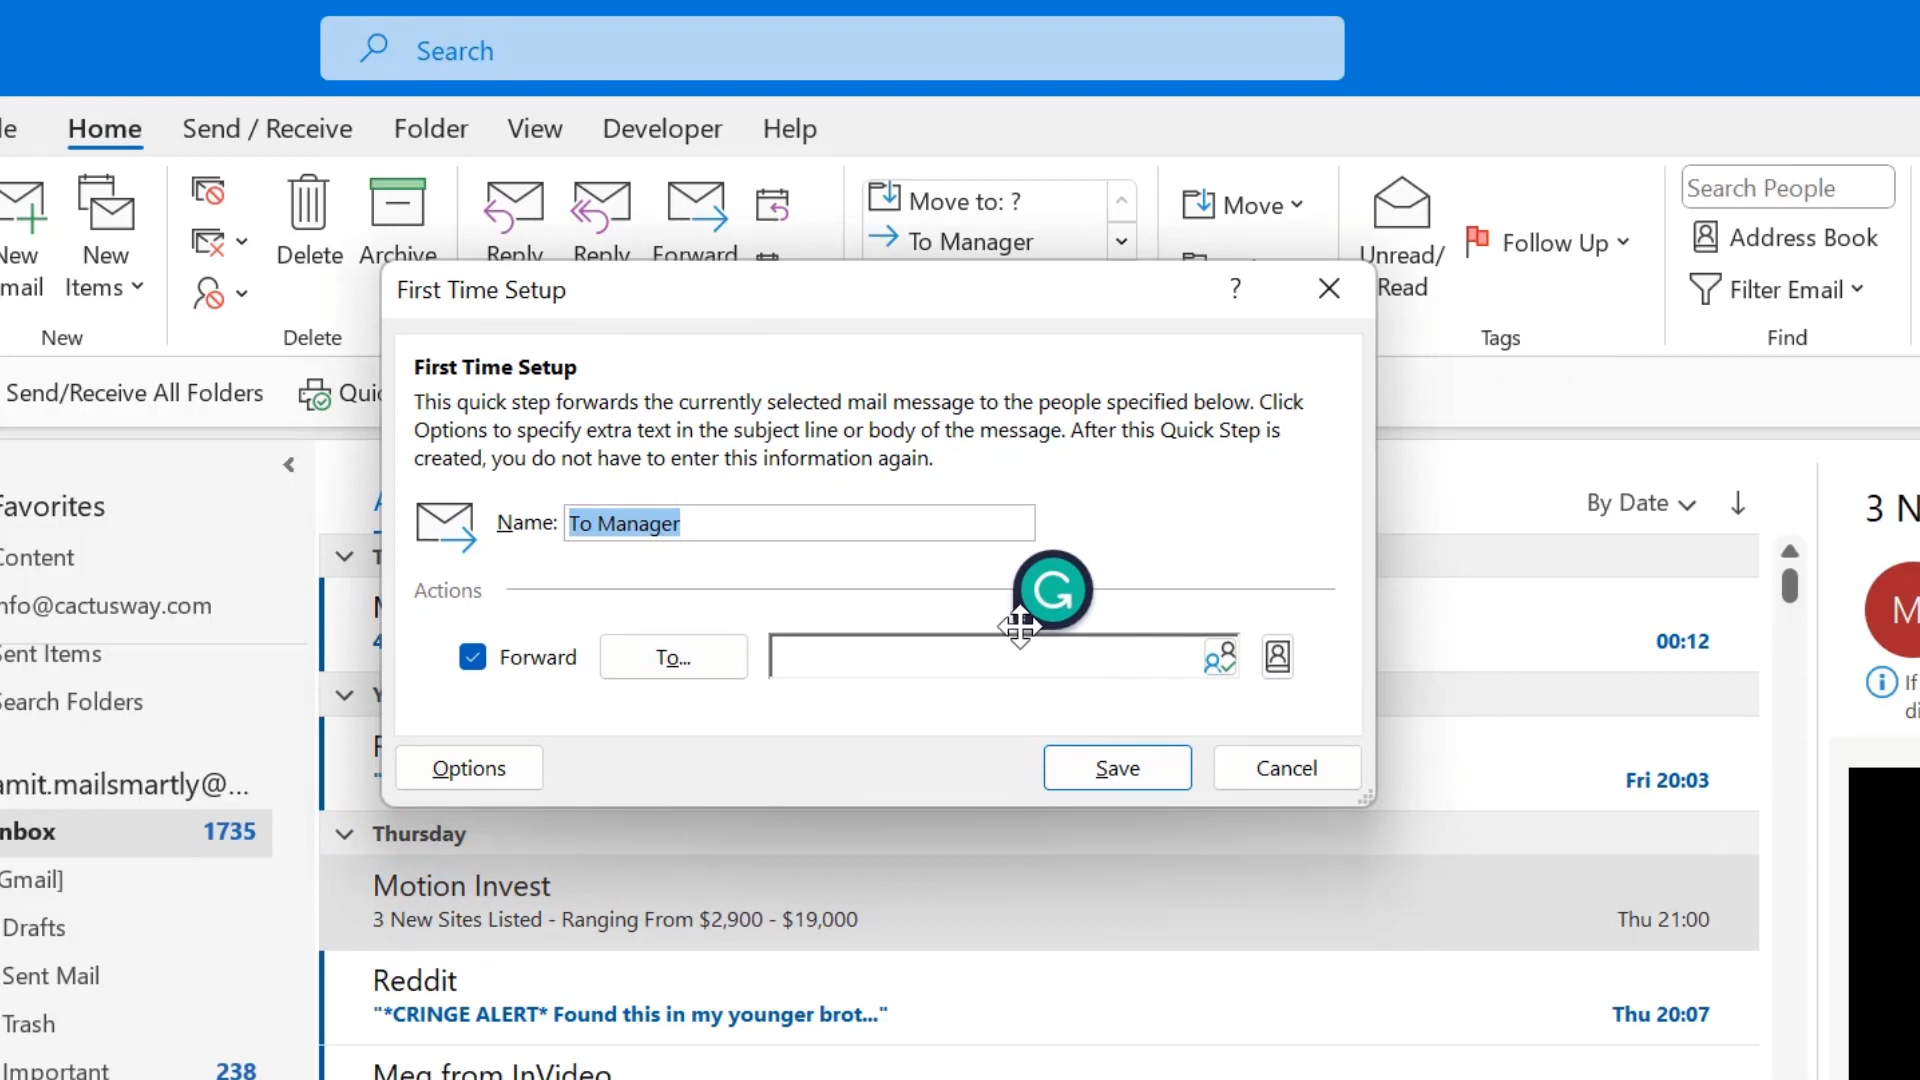 Search
le
Home
Send / Receive
Folder
View
Developer
Help
New
mail
New
Items
New
Delete
Archive
Delete
Reply
Reply
Forward
Move to: ?
To Manager
Move
Unread/
Read
Follow Up
Tags
Search People
Address Book
Filter Email
Find
Send/Receive All Folders
Quic
First Time Setup
?
First Time Setup
This quick step forwards the currently selected mail message to the people specified below. Click
Options to specify extra text in the subject line or body of the message. After this Quick Step is
created, you do not have to enter this information again.
Name:
To Manager
Actions
Forward
To...
Options
Save
Cancel
Favorites
Content
nfo@cactusway.com
Sent Items
Search Folders
amit.mailsmartly@...
nbox
1735
Gmail]
Drafts
Sent Mail
Trash
Important
238
By Date
00:12
Fri 20:03
Thursday
Motion Invest
3 New Sites Listed - Ranging From $2,900 - $19,000
Thu 21:00
Reddit
"*CRINGE ALERT* Found this in my younger brot..."
Thu 20:07
Meg from InVideo
3 N
M
If
di